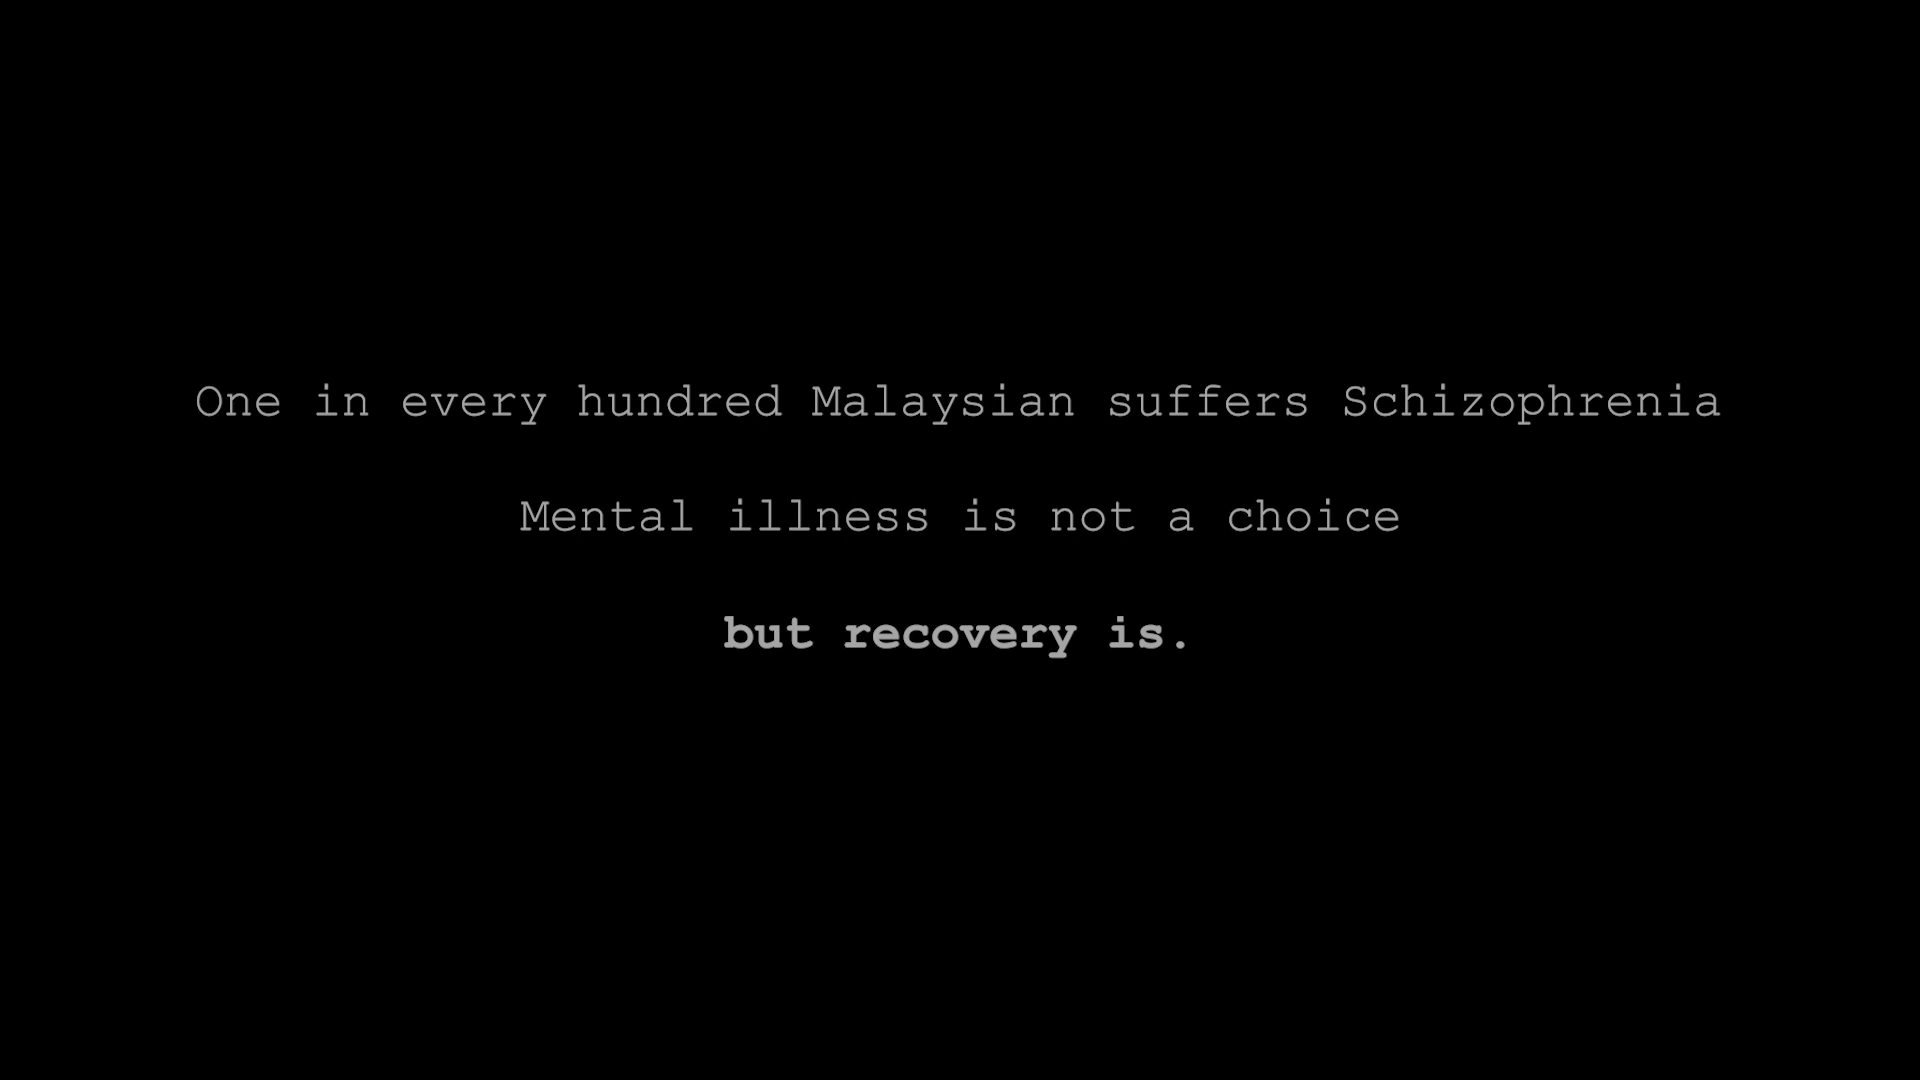 One in every hundred Malaysian suffers Schizophrenia
Mental illness is not a choice
but recovery is.